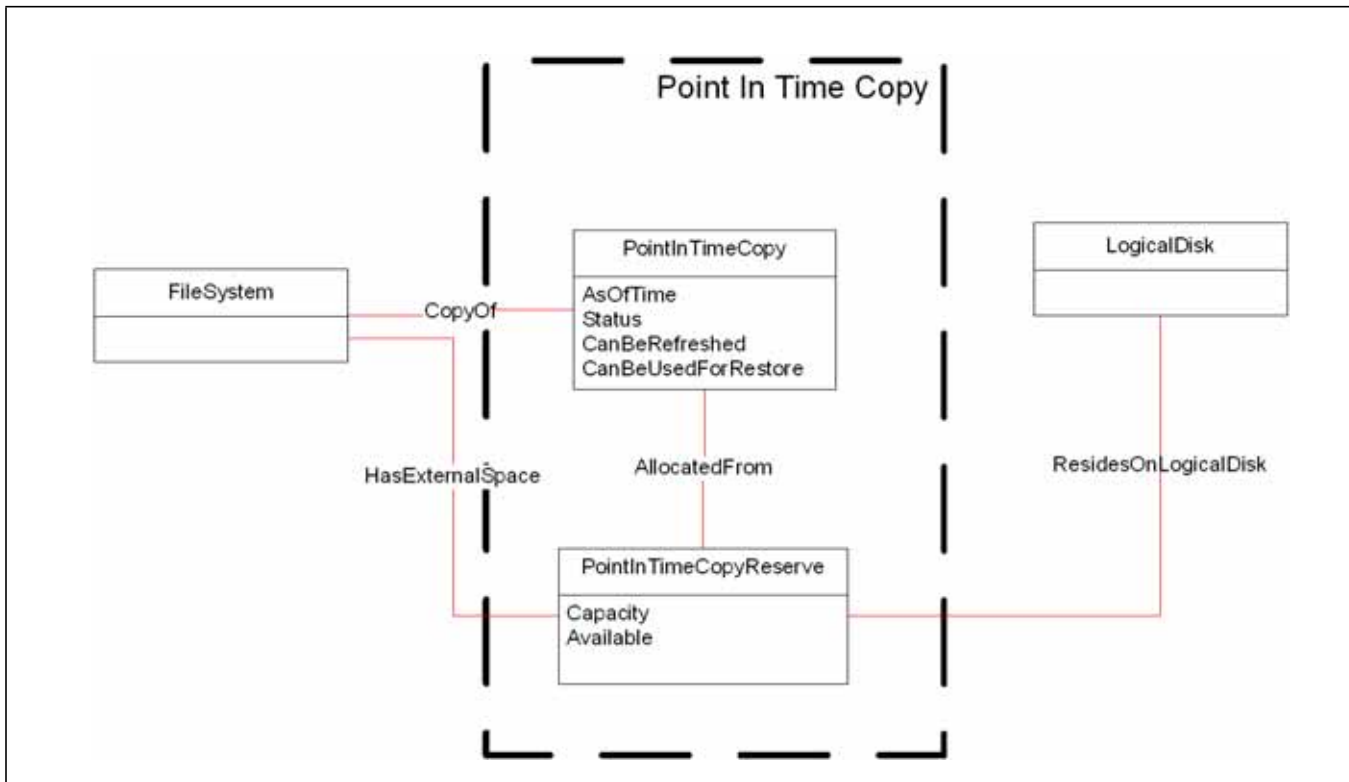 Point In Time Copy
PointInTimeCopy
AsOfTime
Status
CanBeRefreshed
CanBeUsedForRestore
LogicalDisk
FileSystem
CopyOf
HasExternalSpace
AllocatedFrom
ResidesOnLogicalDisk
PointInTimeCopyReserve
Capacity
Available